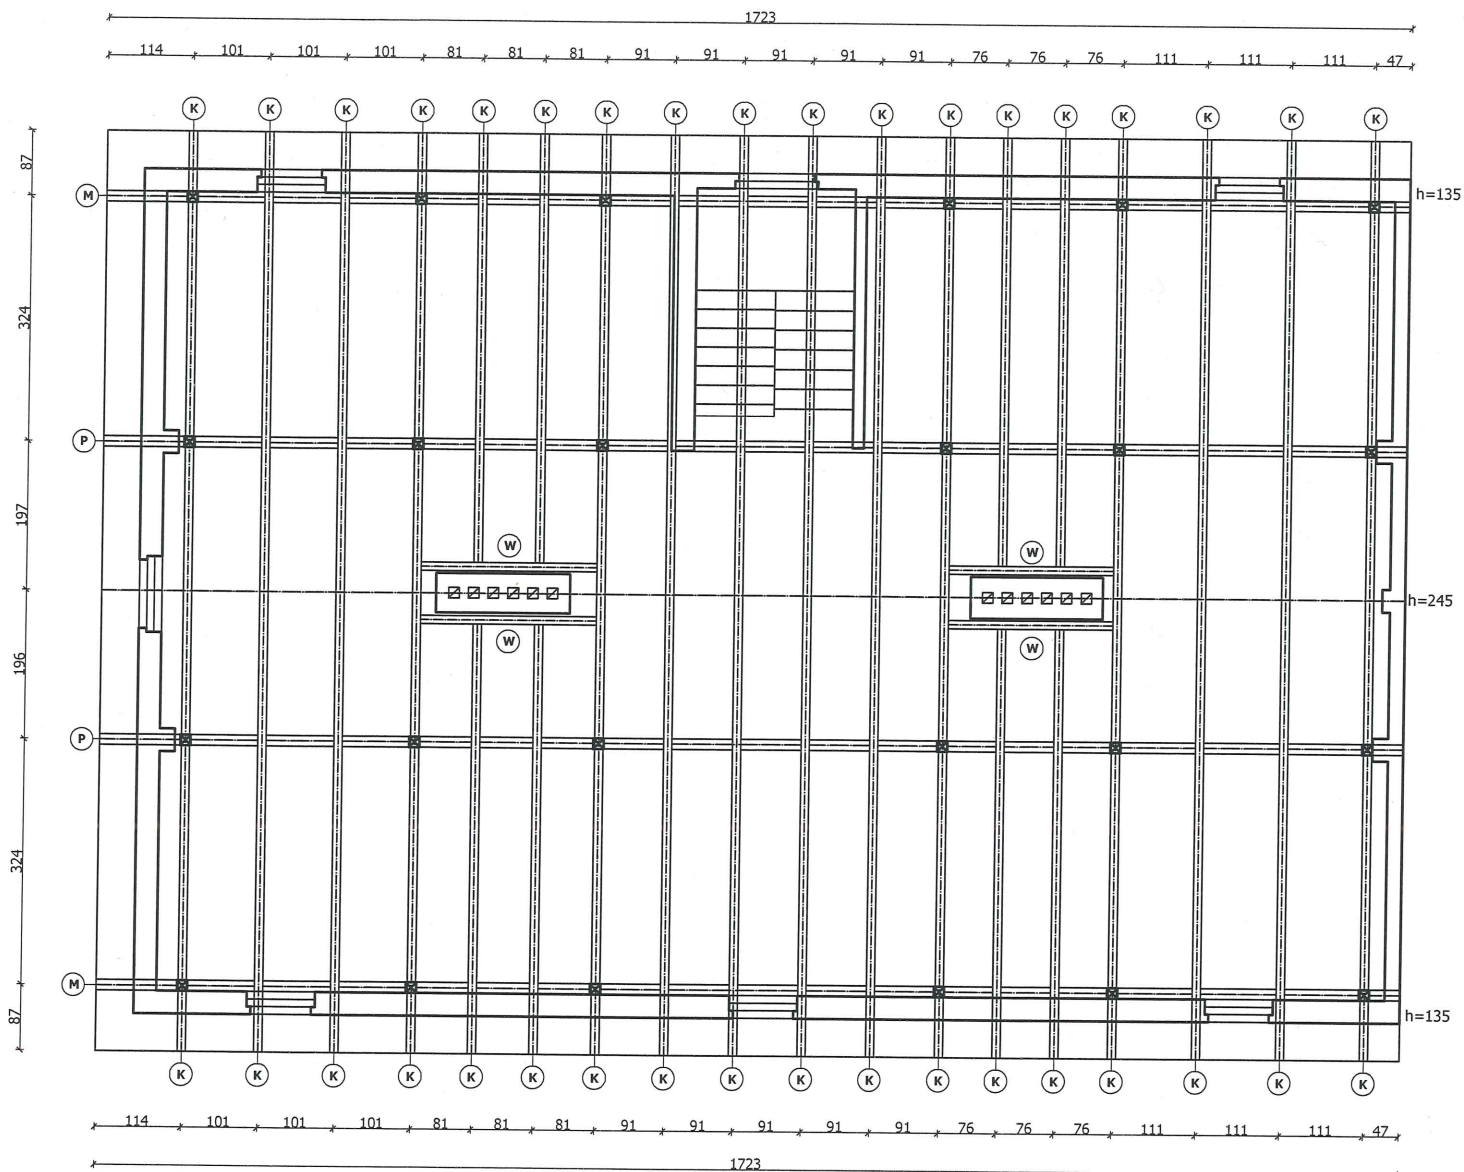 1723
114 101 101 101 81 81 81 91 91 91 91 91 76 76 76 111 111 111 47
K K K K K K K K K K K K K K K K K K
87
M h=135
324
P
197
W W
h=245
W W
196
P
324
M
87 h=135
K K K K K K K K K K K K K K K K K K
114 101 101 101 81 81 81 91 91 91 91 91 76 76 76 111 111 111 47
1723